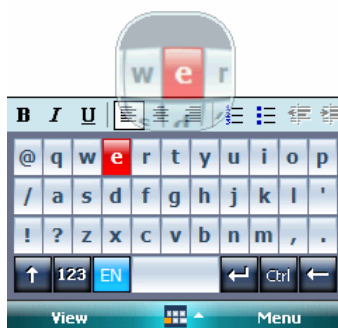 w e r
s d
B I U
@ q w e r t y u i o p
/ a s d f g h j k l '
! ? z x c v b n m , .
123 EN Ctrl
View Menu